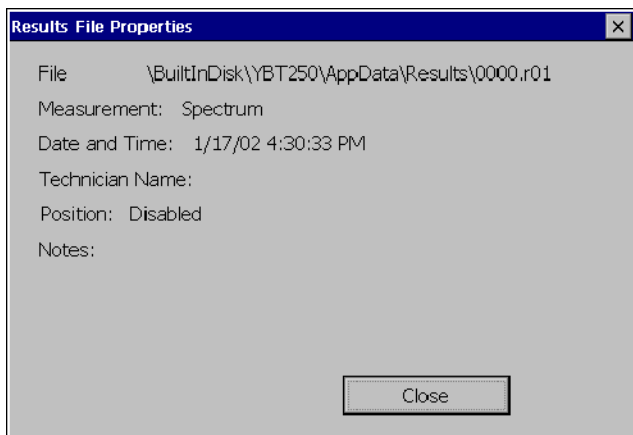 Results File Properties
File \BuiltInDisk\YBT250\AppData\Results\0000.r01
Measurement: Spectrum
Date and Time: 1/17/02 4:30:33 PM
Technician Name:
Position: Disabled
Notes:
Close